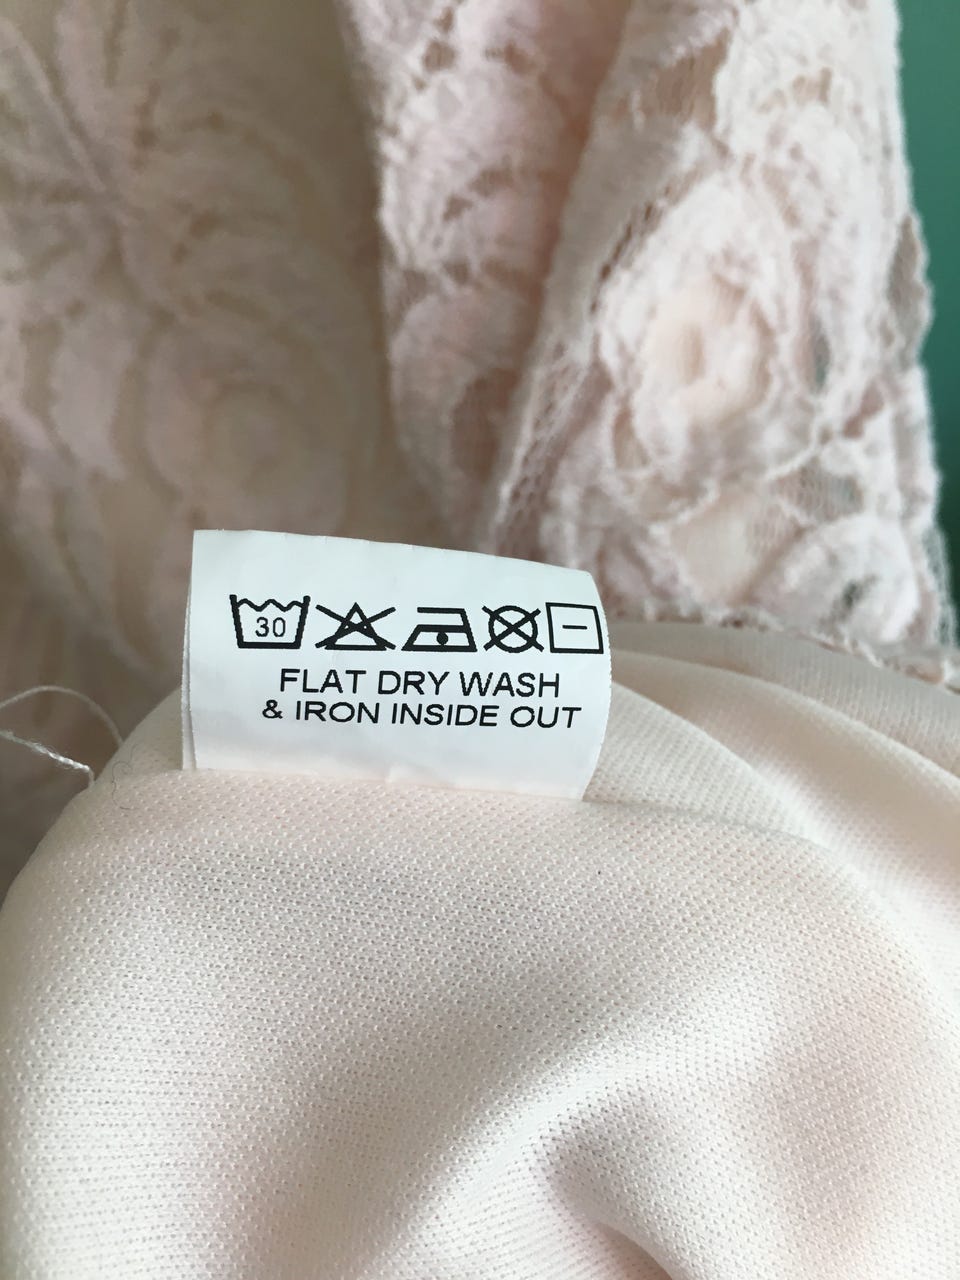 30
FLAT DRY WASH
& IRON INSIDE OUT